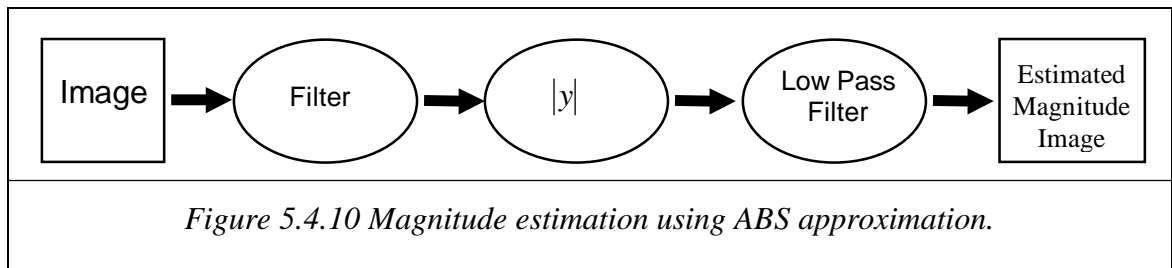 Image
Filter
|y|
Low Pass
Filter
Estimated
Magnitude
Image
Figure 5.4.10 Magnitude estimation using ABS approximation.